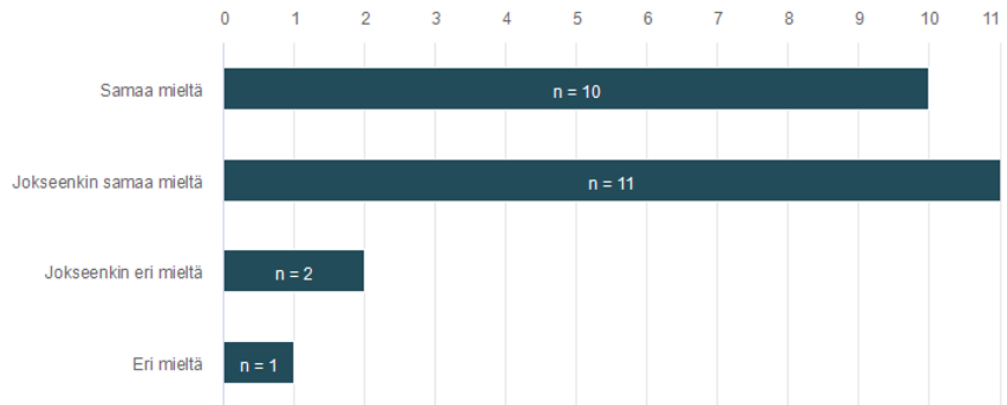 0 1 2 3 4 5 6 7 8 9 10 11
Samaa mieltä n = 10
Jokseenkin samaa mieltä n = 11
Jokseenkin eri mieltä n = 2
Eri mieltä n = 1